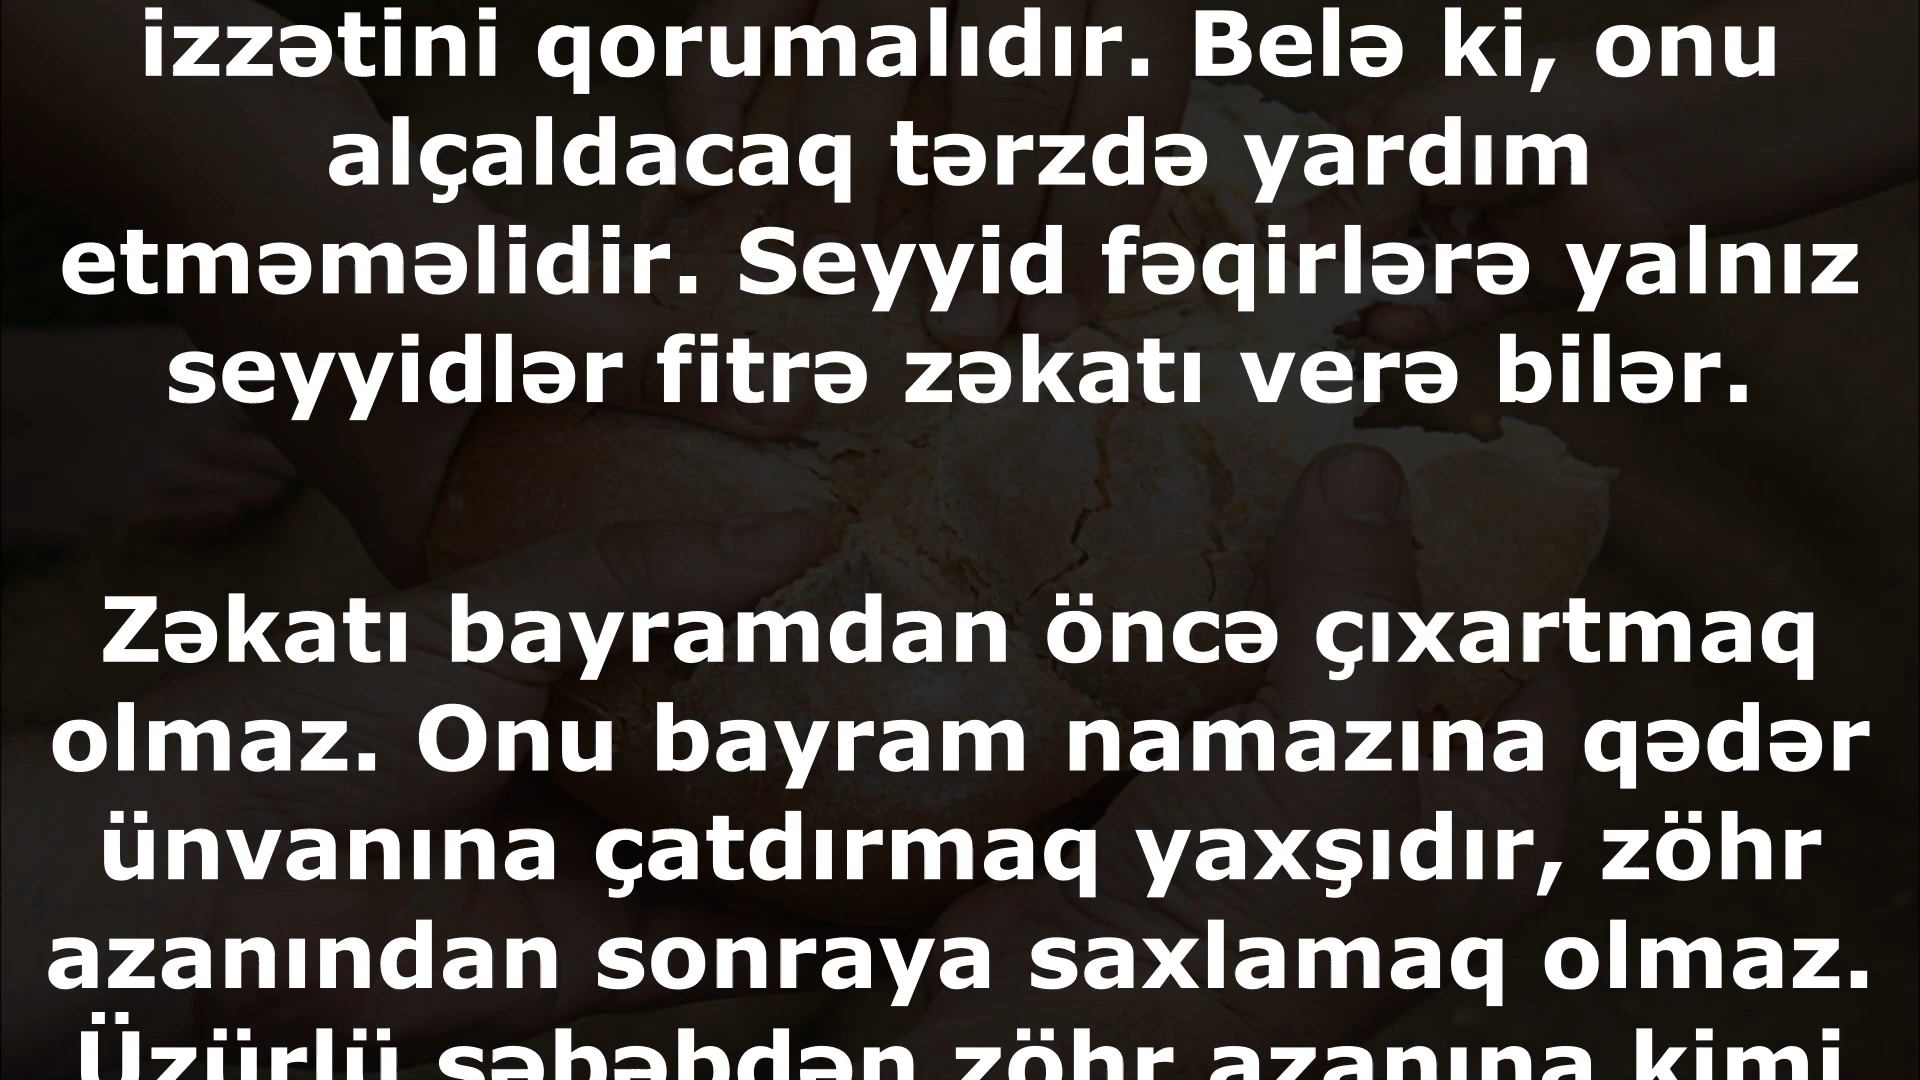 izzətini qorumalıdır. Belə ki, onu
alçaldacaq tərzdə yardım
etməməlidir. Seyyid fəqirlərə yalnız
seyyidlər fitrə zəkatı verə bilər.
Zəkatı bayramdan öncə çıxartmaq
olmaz. Onu bayram namazına qədər
ünvanına çatdırmaq yaxşıdır, zöhr
azanından sonraya saxlamaq olmaz.
Üzürlü səbəbdən zöhr azanına kimi